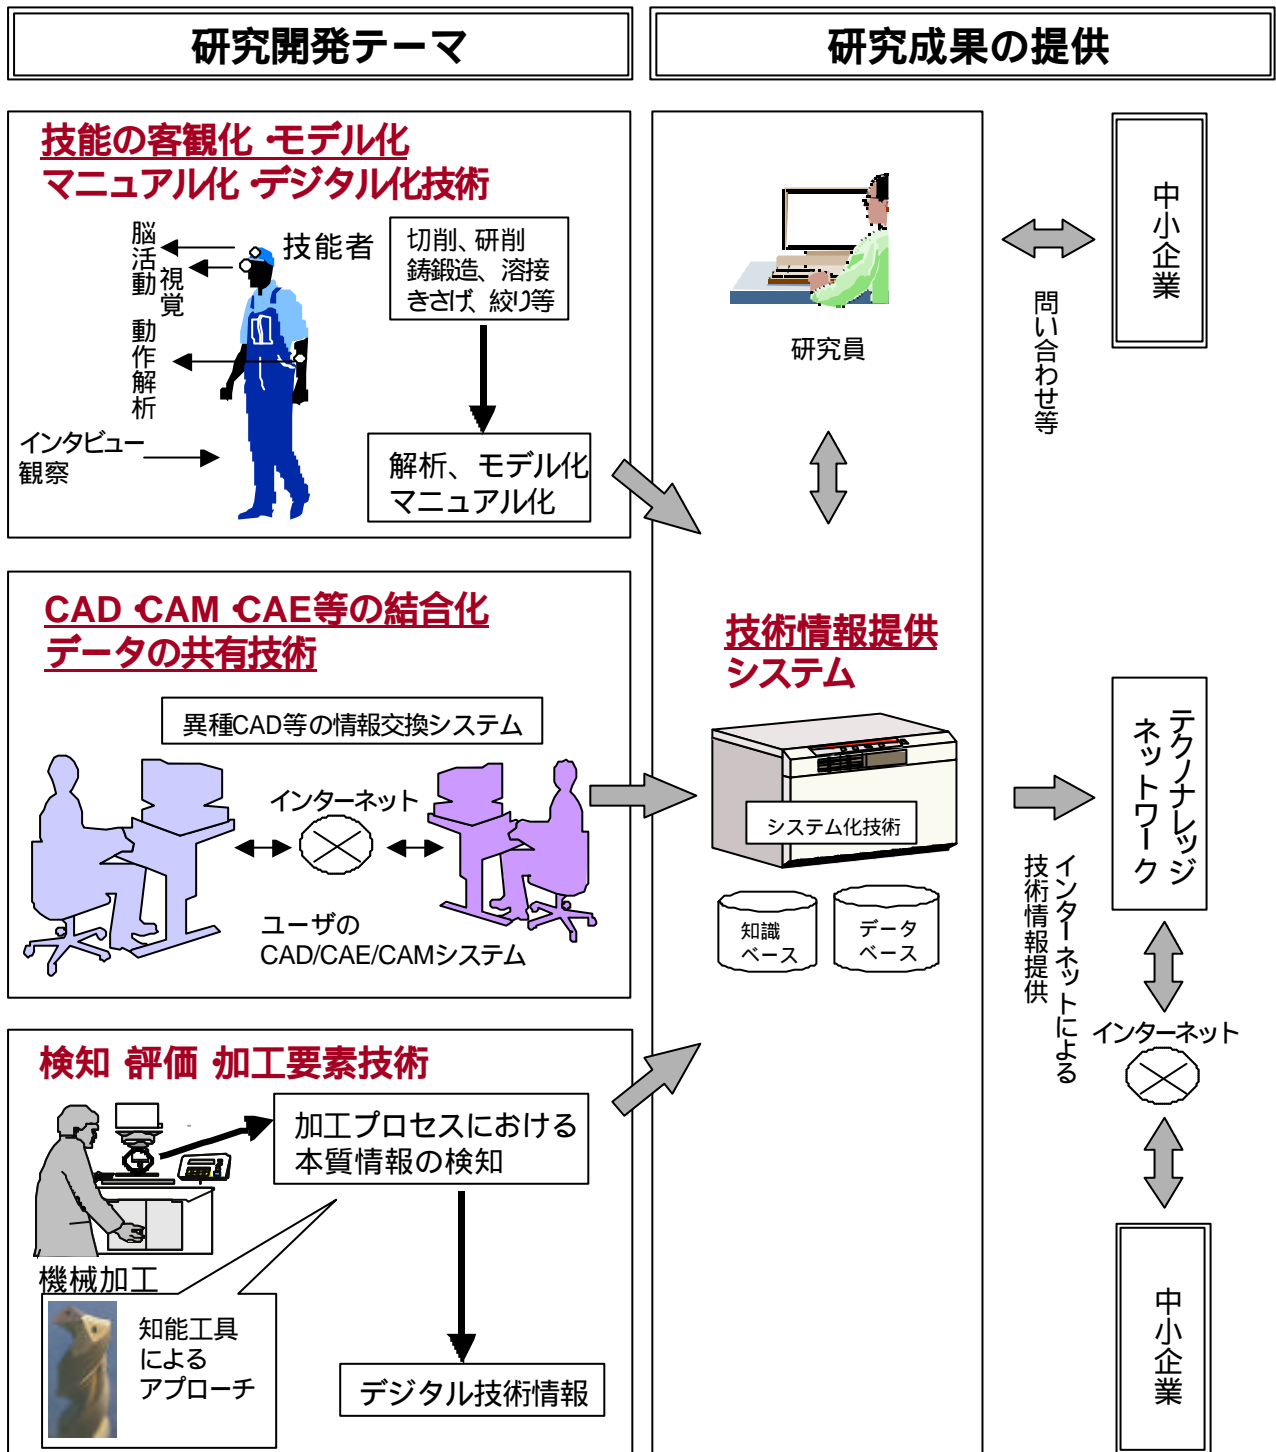 研究開発テーマ
研究成果の提供
技能の客観化・モデル化
マニュアル化・デジタル化技術
脳活動
視覚
動作解析
技能者
インタビュー
観察
切削、研削
鋳鍛造、溶接
きさげ、絞り等
解析、モデル化
マニュアル化
CAD・CAM・CAE等の結合化
データの共有技術
異種CAD等の情報交換システム
インターネット
ユーザの
CAD/CAE/CAMシステム
検知・評価・加工要素技術
加工プロセスにおける
本質情報の検知
機械加工
知能工具
による
アプローチ
デジタル技術情報
研究員
技術情報提供
システム
システム化技術
知識
ベース
データ
ベース
中小企業
問い合わせ等
テクノナレッジ
ネットワーク
インターネットによる
技術情報提供
インターネット
中小企業